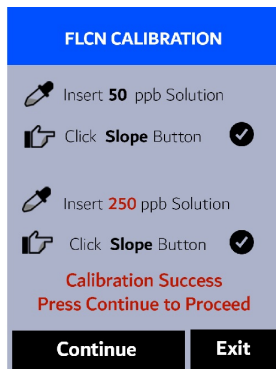 FLCN CALIBRATION
Insert 50 ppb Solution
Click Slope Button
Insert 250 ppb Solution
Click Slope Button
Calibration Success
Press Continue to Proceed
Continue Exit